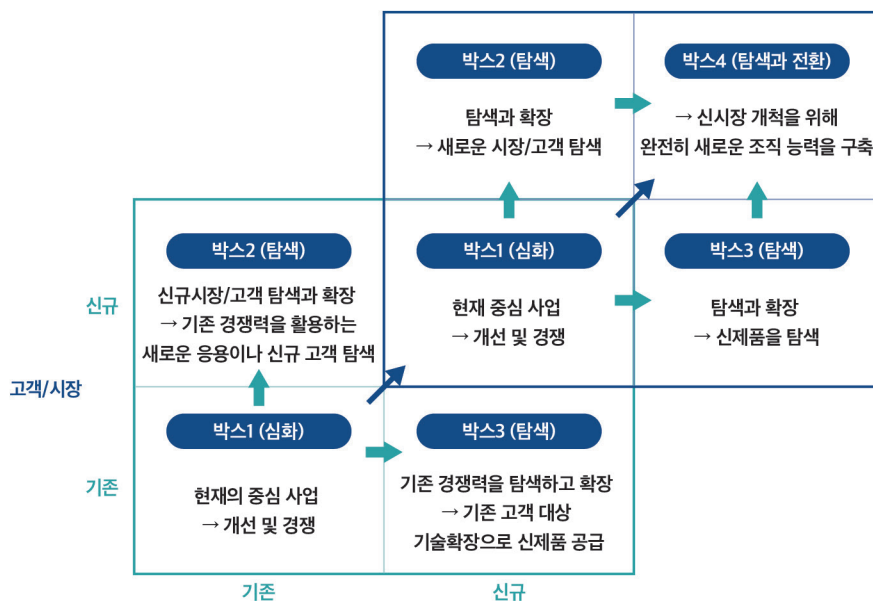 박스2 (탐색)
탐색과 확장
→ 새로운 시장/고객 탐색
박스4 (탐색과 전환)
→ 신시장 개척을 위해
완전히 새로운 조직 능력을 구축
박스2 (탐색)
신규시장/고객 탐색과 확장
→ 기존 경쟁력을 활용하는
새로운 응용이나 신규 고객 탐색
박스1 (심화)
현재 중심 사업
→ 개선 및 경쟁
박스3 (탐색)
탐색과 확장
→ 신제품을 탐색
신규
고객/시장
기존
박스1 (심화)
현재의 중심 사업
→ 개선 및 경쟁
박스3 (탐색)
기존 경쟁력을 탐색하고 확장
→ 기존 고객 대상
기술확장으로 신제품 공급
기존
신규